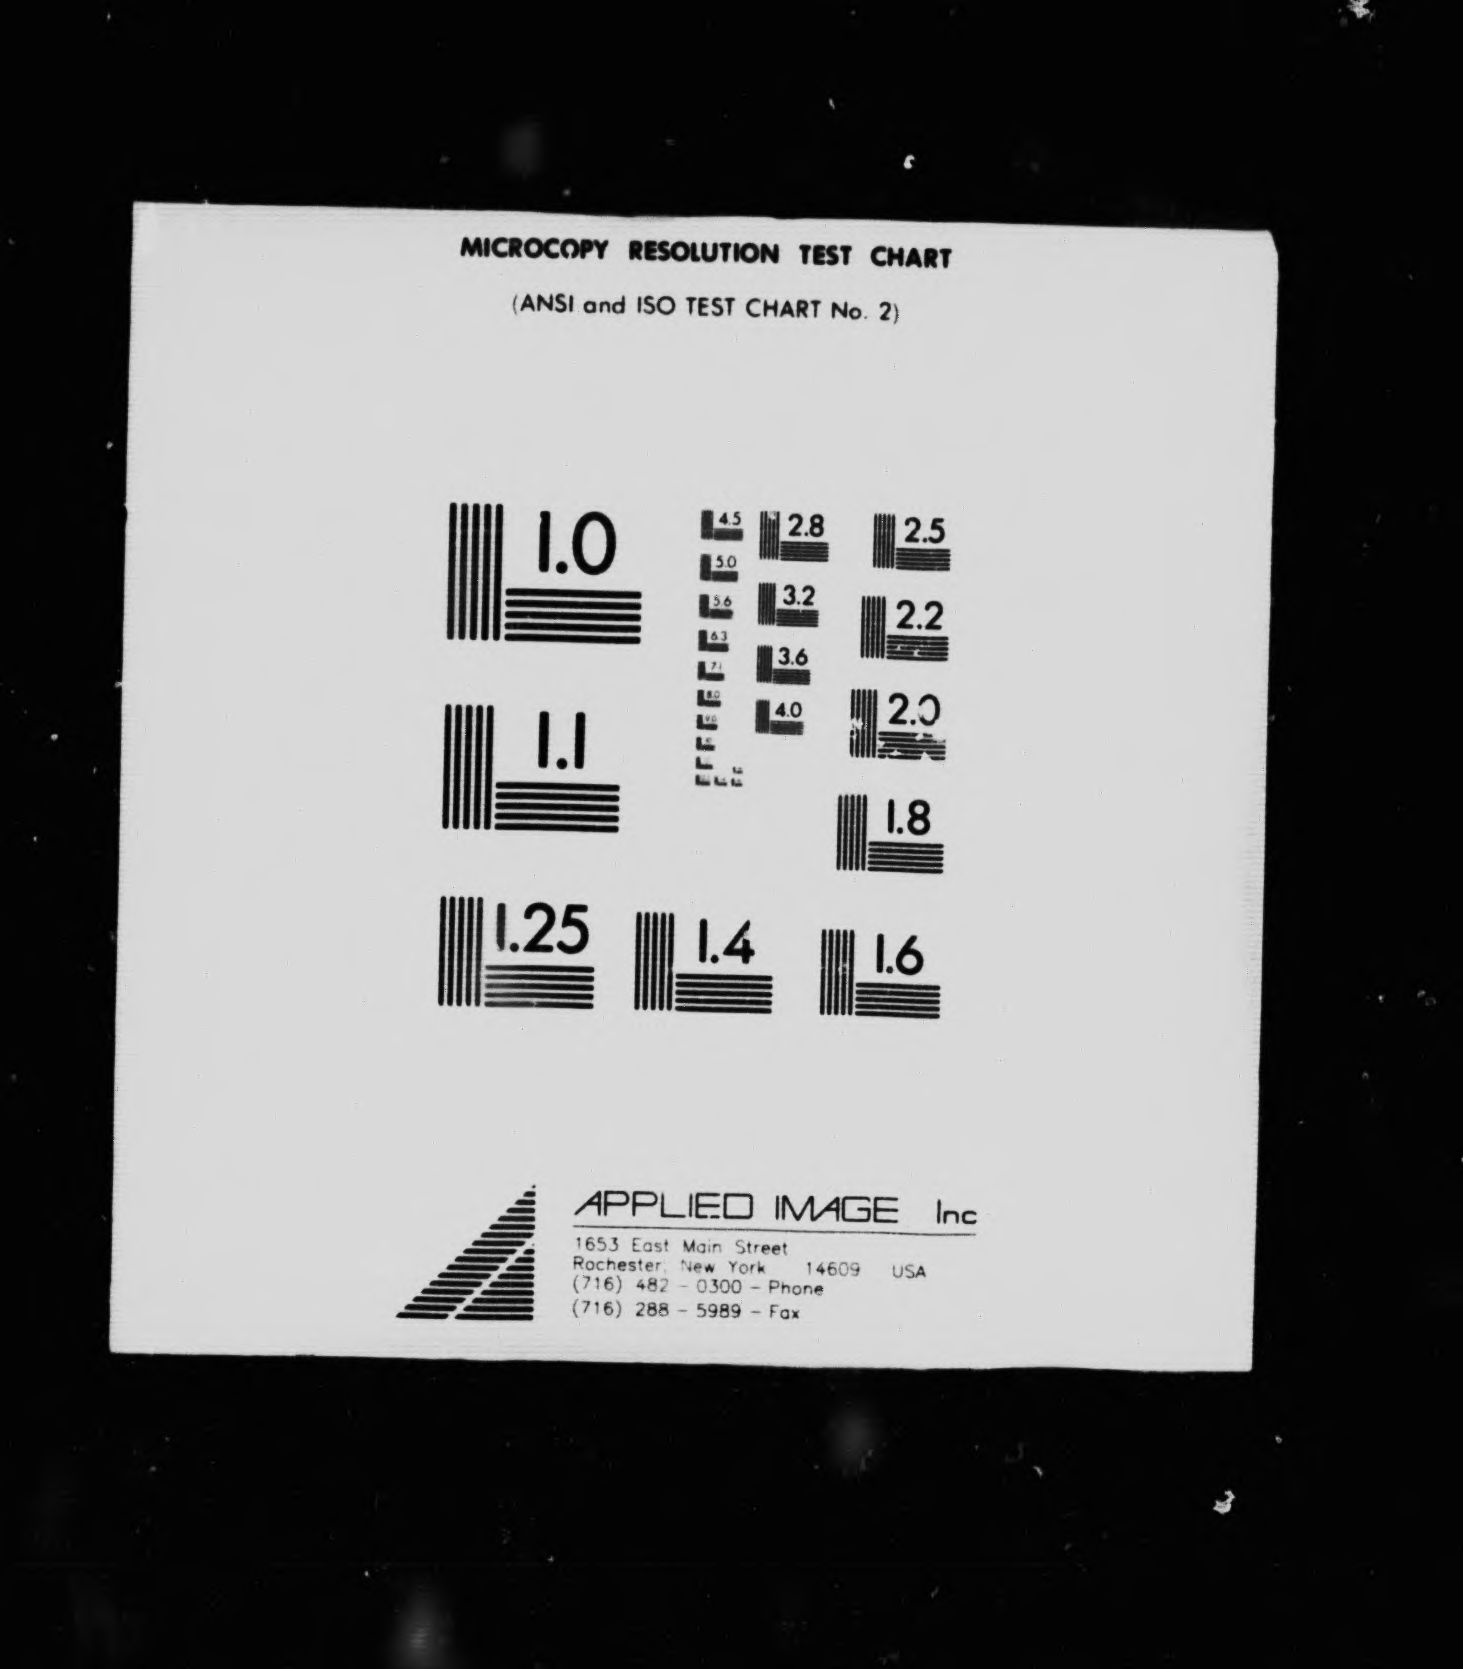 MICROCOPY RESOLUTION TEST CHART
(ANSI and ISO TEST CHART No. 2)
1.0
1.1
1.25
1.4
1.6
1.8
2.0
2.2
2.5
2.8
3.2
3.6
4.0
4.5
5.0
5.6
6.3
7.1
8.0
9.0
APPLIED IMAGE Inc
1653 East Main Street
Rochester, New York 14609 USA
(716) 482 - 0300 - Phone
(716) 288 - 5989 - Fax